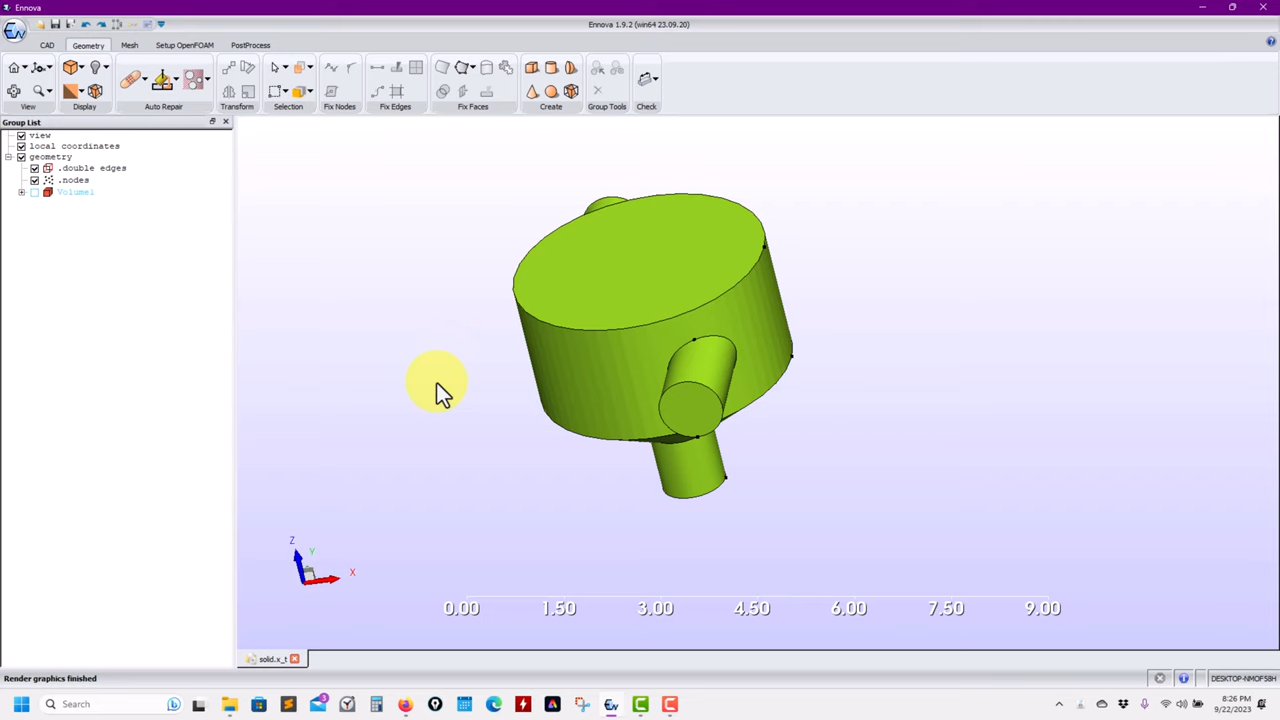 Ennova
Ennova 1.9.2 (win64 23.09.20)
CAD Geometry Mesh Setup OpenFOAM PostProcess
View Display Auto Repair Transform Selection Fix Nodes Fix Edges Fix Faces Create Group Tools Check
Group List
view
local coordinates
geometry
.double edges
.nodes
Volume1
Z
Y
X
0.00 1.50 3.00 4.50 6.00 7.50 9.00
solid.x_t
Render graphics finished
DESKTOP-NMOF58H
Search
3
8:26 PM
9/22/2023